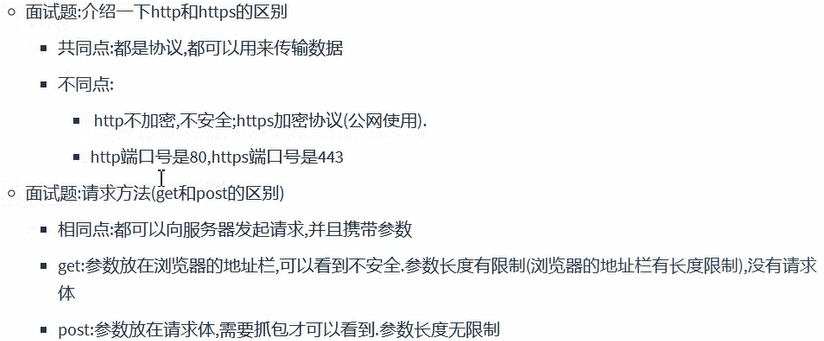 面试题:介绍一下http和https的区别
共同点:都是协议,都可以用来传输数据
不同点:
http不加密,不安全;https加密协议(公网使用).
http端口号是80,https端口号是443
面试题:请求方法(get和post的区别)
相同点:都可以向服务器发起请求,并且携带参数
get:参数放在浏览器的地址栏,可以看到不安全.参数长度有限制(浏览器的地址栏有长度限制),没有请求
体
post:参数放在请求体,需要抓包才可以看到.参数长度无限制